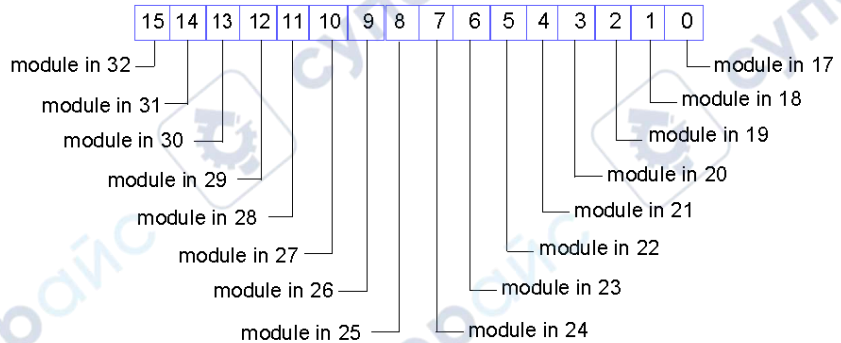 15 14 13 12 11 10 9 8 7 6 5 4 3 2 1 0
module in 32
module in 17
module in 31
module in 18
module in 30
module in 19
module in 29
module in 20
module in 28
module in 21
module in 27
module in 22
module in 26
module in 23
module in 25
module in 24